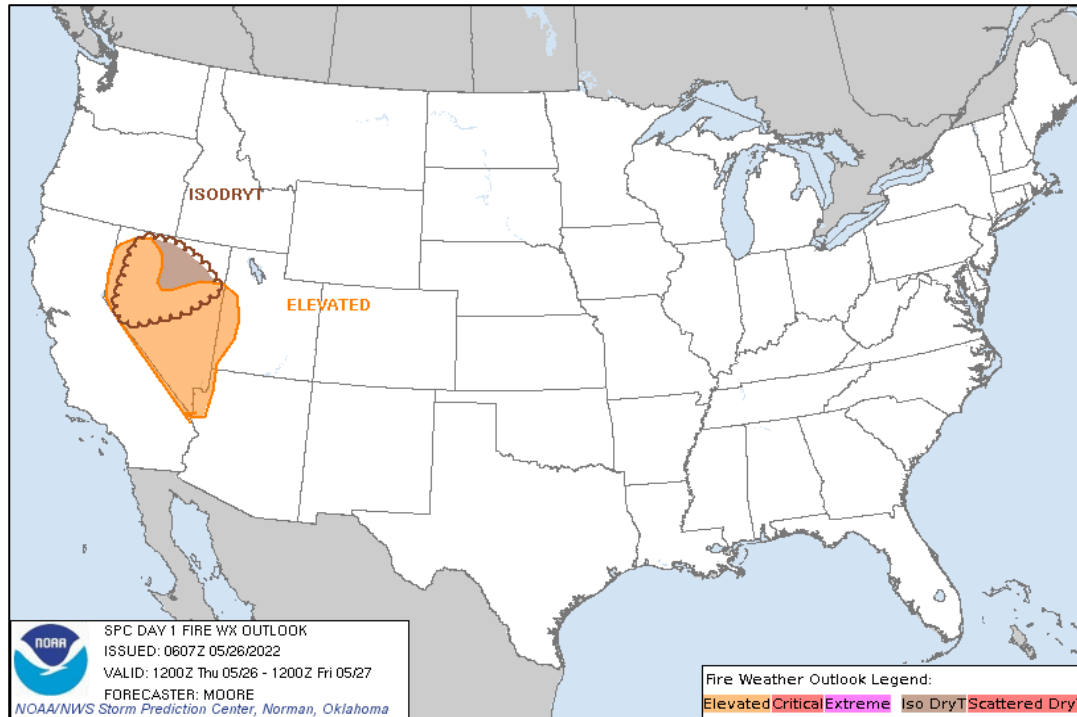 ISODRYT
ELEVATED
NOAA
SPC DAY 1 FIRE WX OUTLOOK
ISSUED: 0607Z 05/26/2022
VALID: 1200Z Thu 05/26 - 1200Z Fri 05/27
FORECASTER: MOORE
NOAA/NWS Storm Prediction Center, Norman, Oklahoma
Fire Weather Outlook Legend:
Elevated Critical Extreme Iso DryT Scattered DryT